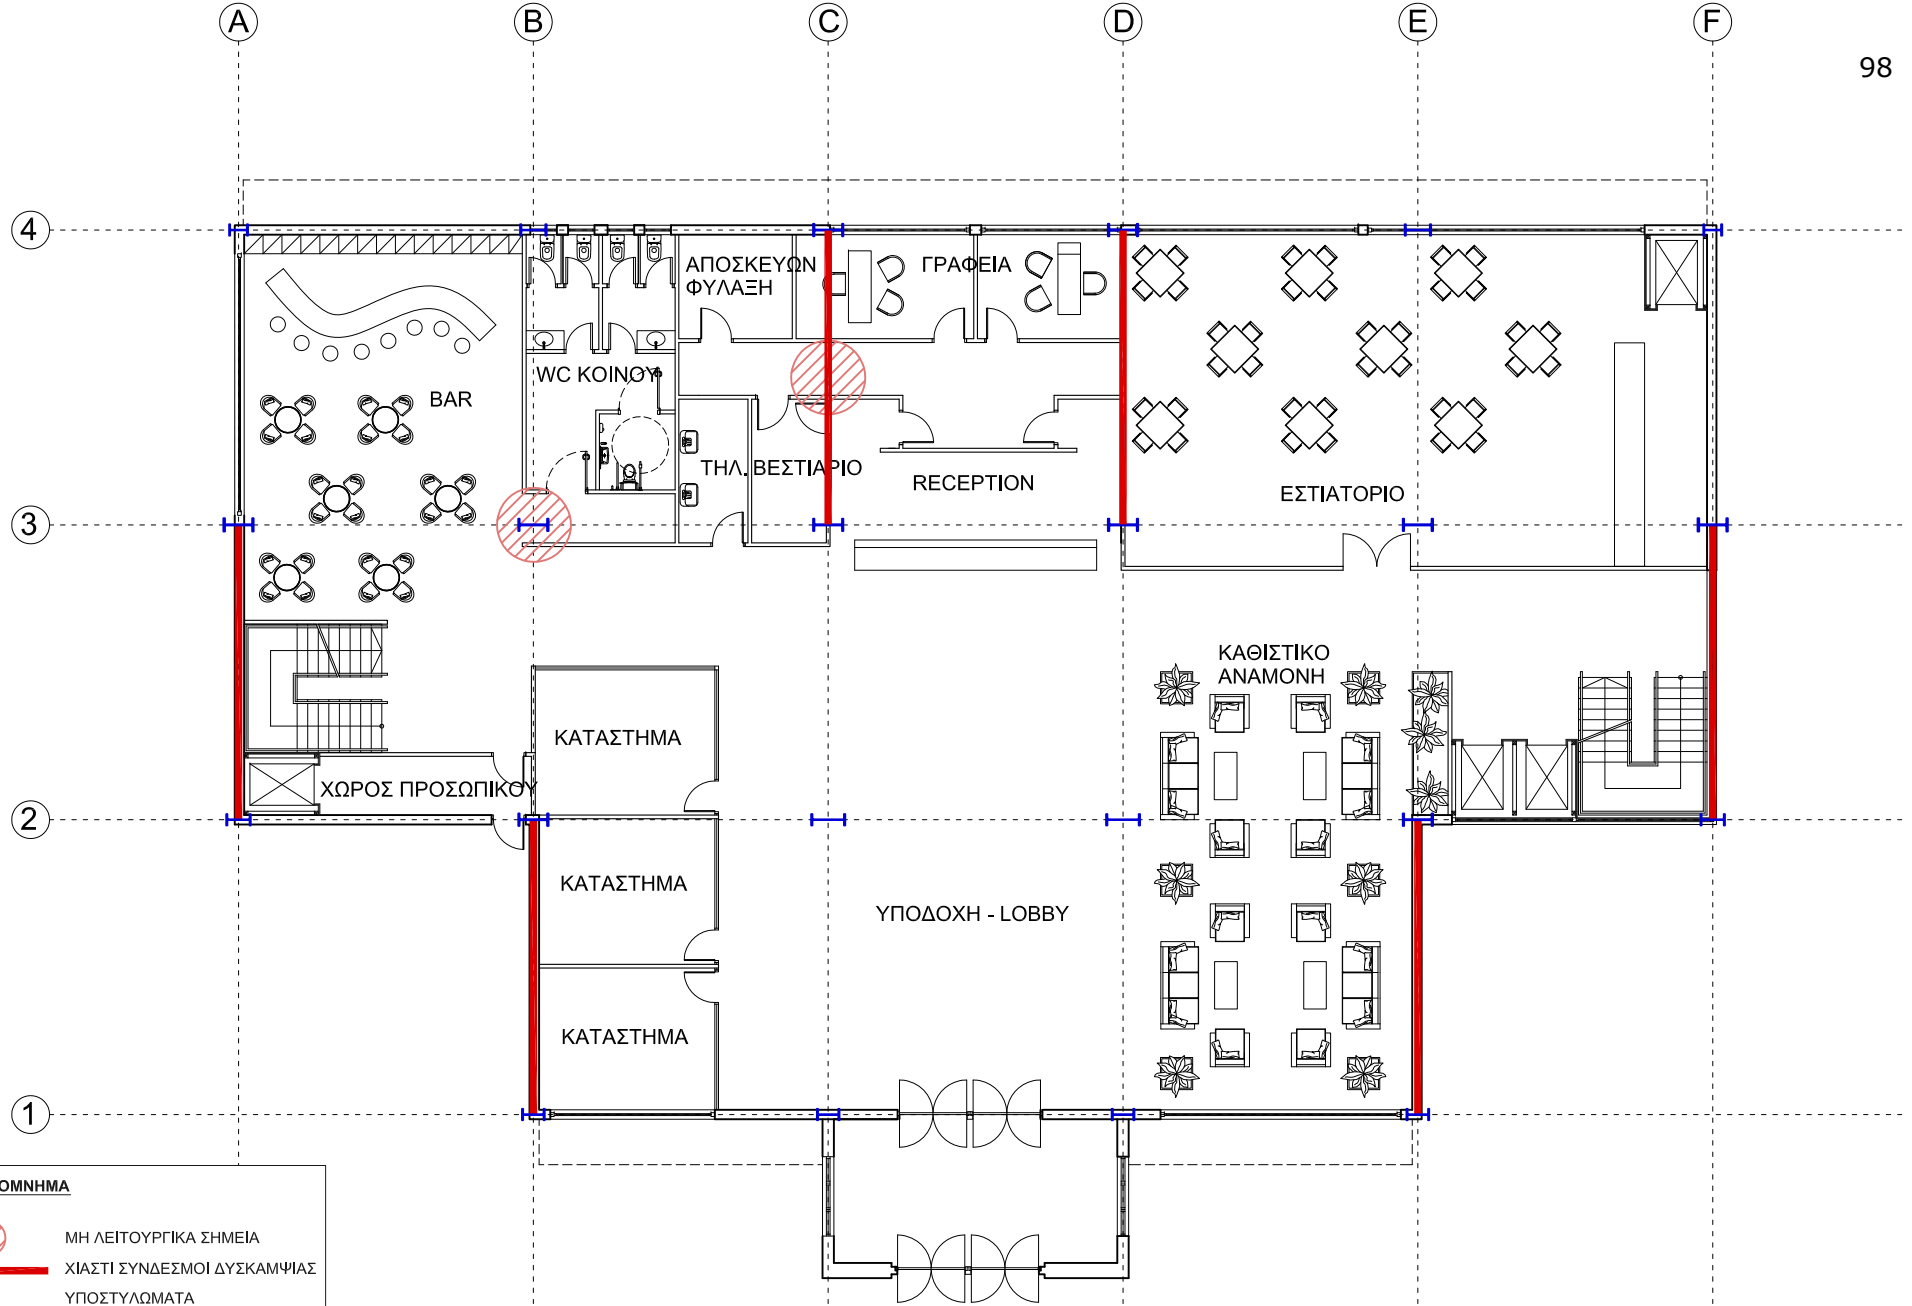 A B C D E F
98
4
ΑΠΟΣΚΕΥΩΝ
ΦΥΛΑΞΗ
ΓΡΑΦΕΙΑ
WC ΚΟΙΝΟΥ
BAR
ΤΗΛ. ΒΕΣΤΙΑΡΙΟ
RECEPTION
ΕΣΤΙΑΤΟΡΙΟ
3
ΚΑΘΙΣΤΙΚΟ
ΑΝΑΜΟΝΗ
ΚΑΤΑΣΤΗΜΑ
ΧΩΡΟΣ ΠΡΟΣΩΠΙΚΟΥ
2
ΚΑΤΑΣΤΗΜΑ
ΥΠΟΔΟΧΗ - LOBBY
ΚΑΤΑΣΤΗΜΑ
1
ΟΜΝΗΜΑ
ΜΗ ΛΕΙΤΟΥΡΓΙΚΑ ΣΗΜΕΙΑ
ΧΙΑΣΤΙ ΣΥΝΔΕΣΜΟΙ ΔΥΣΚΑΜΨΙΑΣ
ΥΠΟΣΤΥΛΩΜΑΤΑ